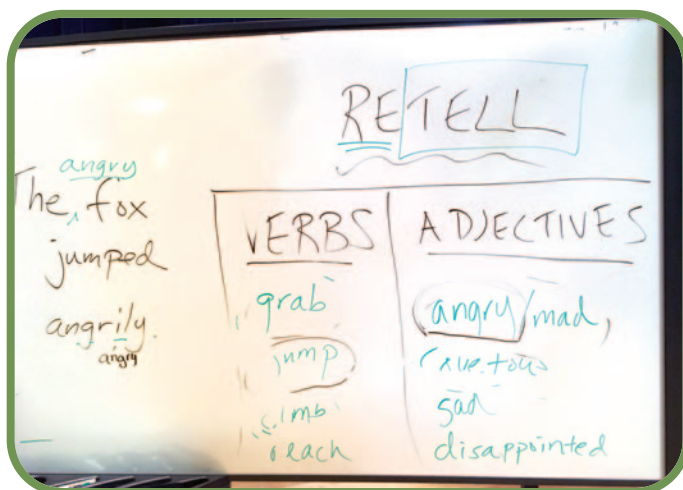 RETELL
angry
The fox
jumped
angrily.
angry
VERBS
grab
jump
climb
reach
ADJECTIVES
angry/mad,
sad
disappointed